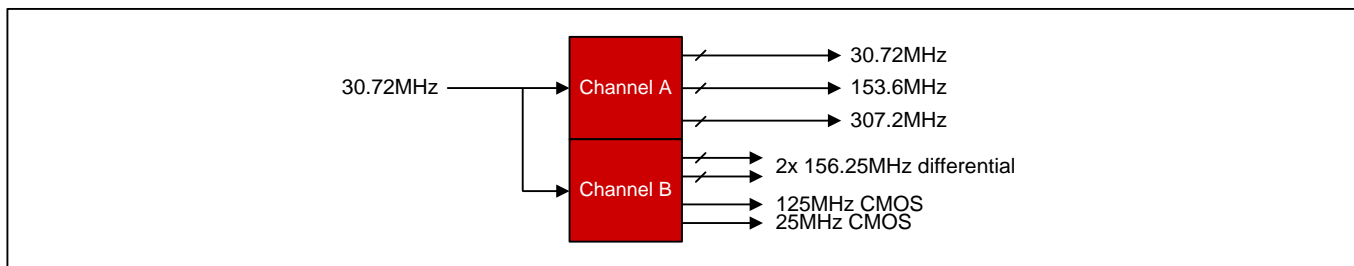 30.72MHz
Channel A
30.72MHz
153.6MHz
307.2MHz
Channel B
2x 156.25MHz differential
125MHz CMOS
25MHz CMOS